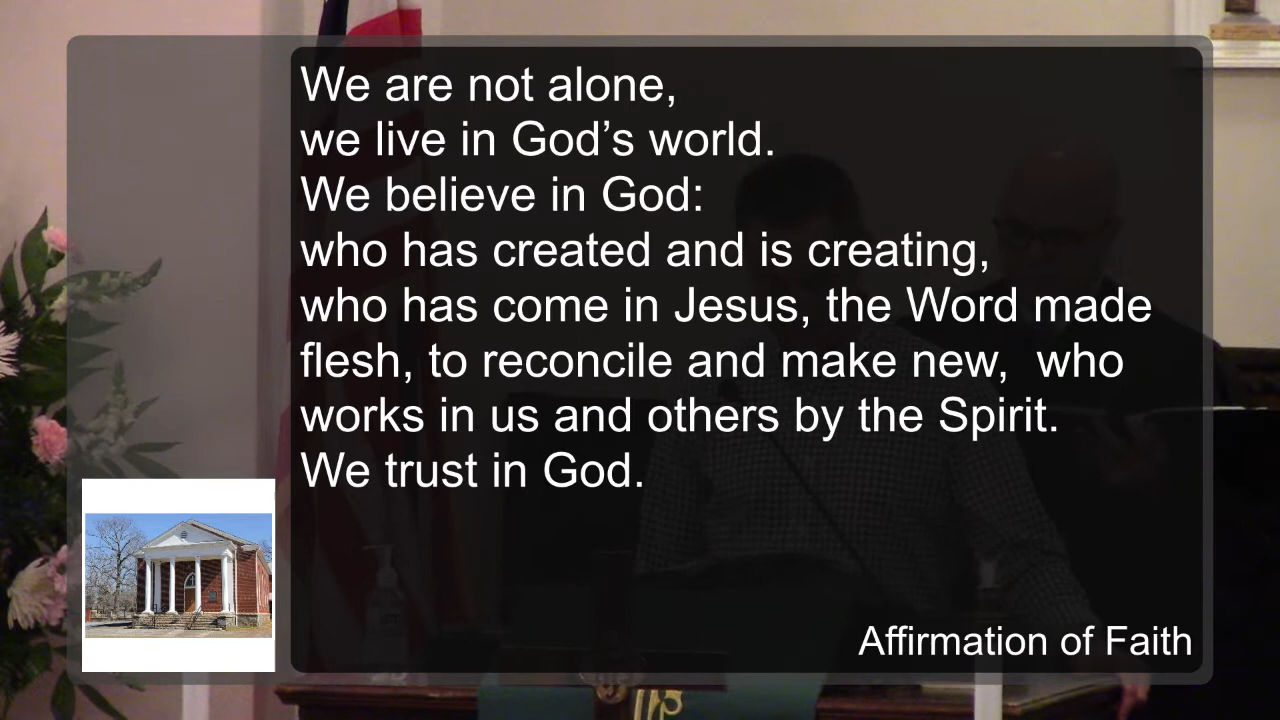 We are not alone,
we live in God’s world.
We believe in God:
who has created and is creating,
who has come in Jesus, the Word made
flesh, to reconcile and make new,  who
works in us and others by the Spirit.
We trust in God.
Affirmation of Faith